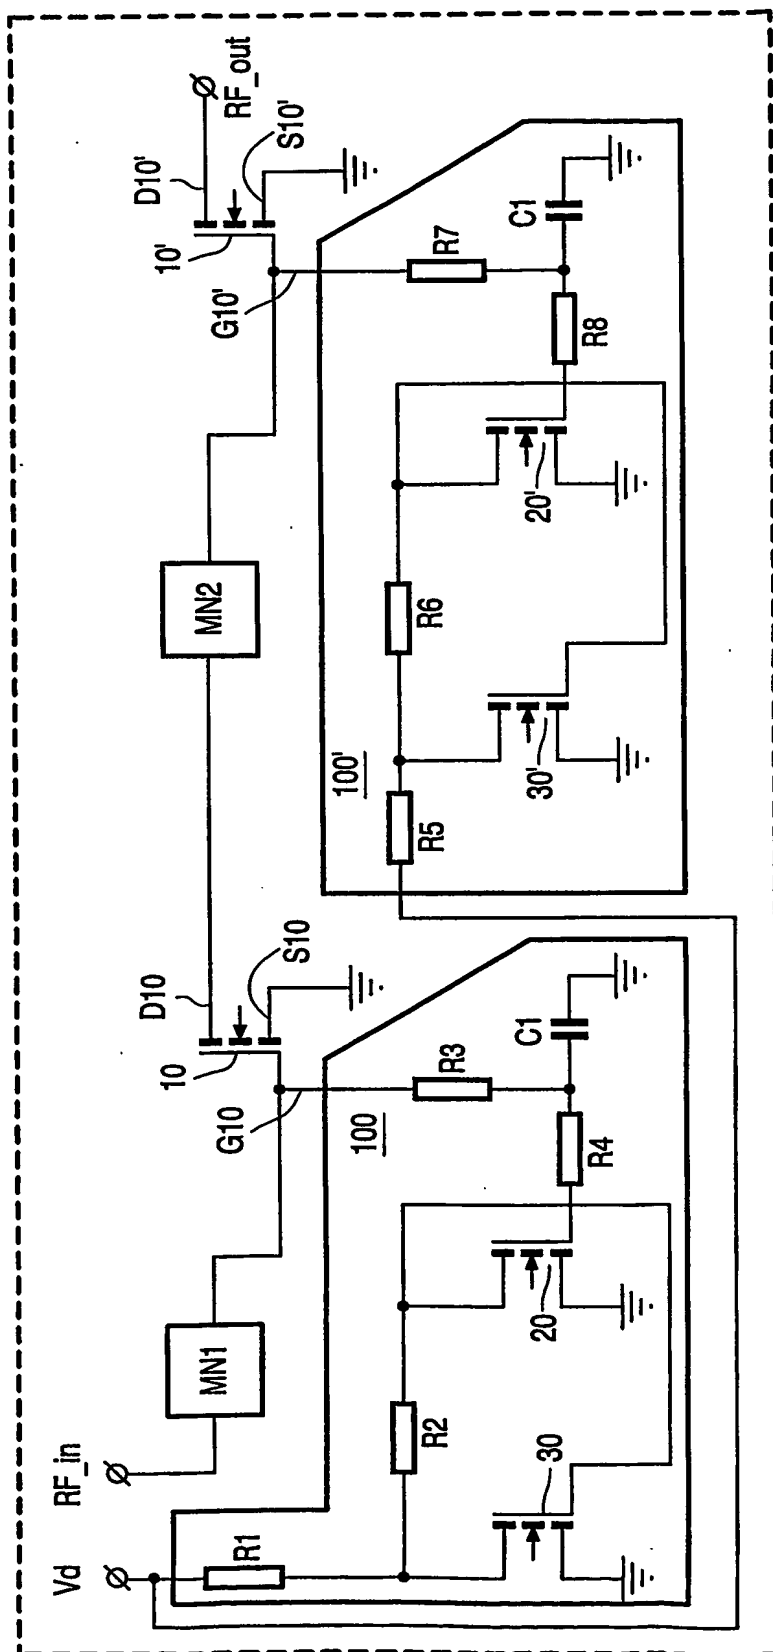 Vd
RF_in
MN1
G10
10
D10
S10
MN2
G10'
10'
D10'
S10'
RF_out
R1
R2
100
R3
R4
C1
20
30
R5
100'
R6
R7
R8
C1
20'
30'